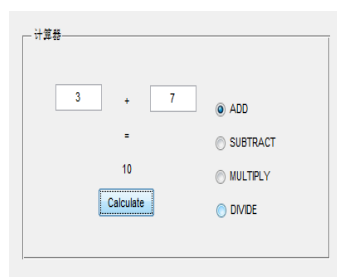 计算器
3 + 7
=
10
Calculate
ADD
SUBTRACT
MULTIPLY
DIVIDE